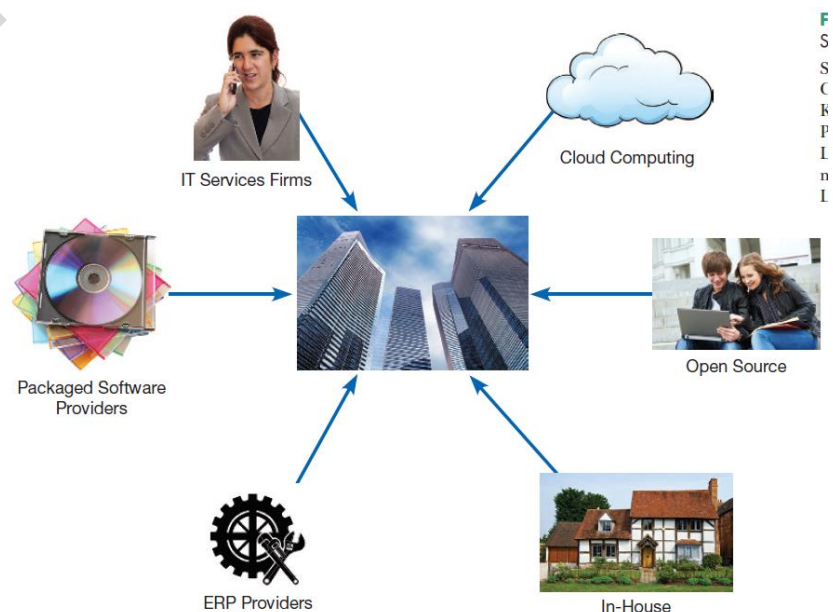 IT Services Firms
Cloud Computing
Packaged Software
Providers
Open Source
ERP Providers
In-House